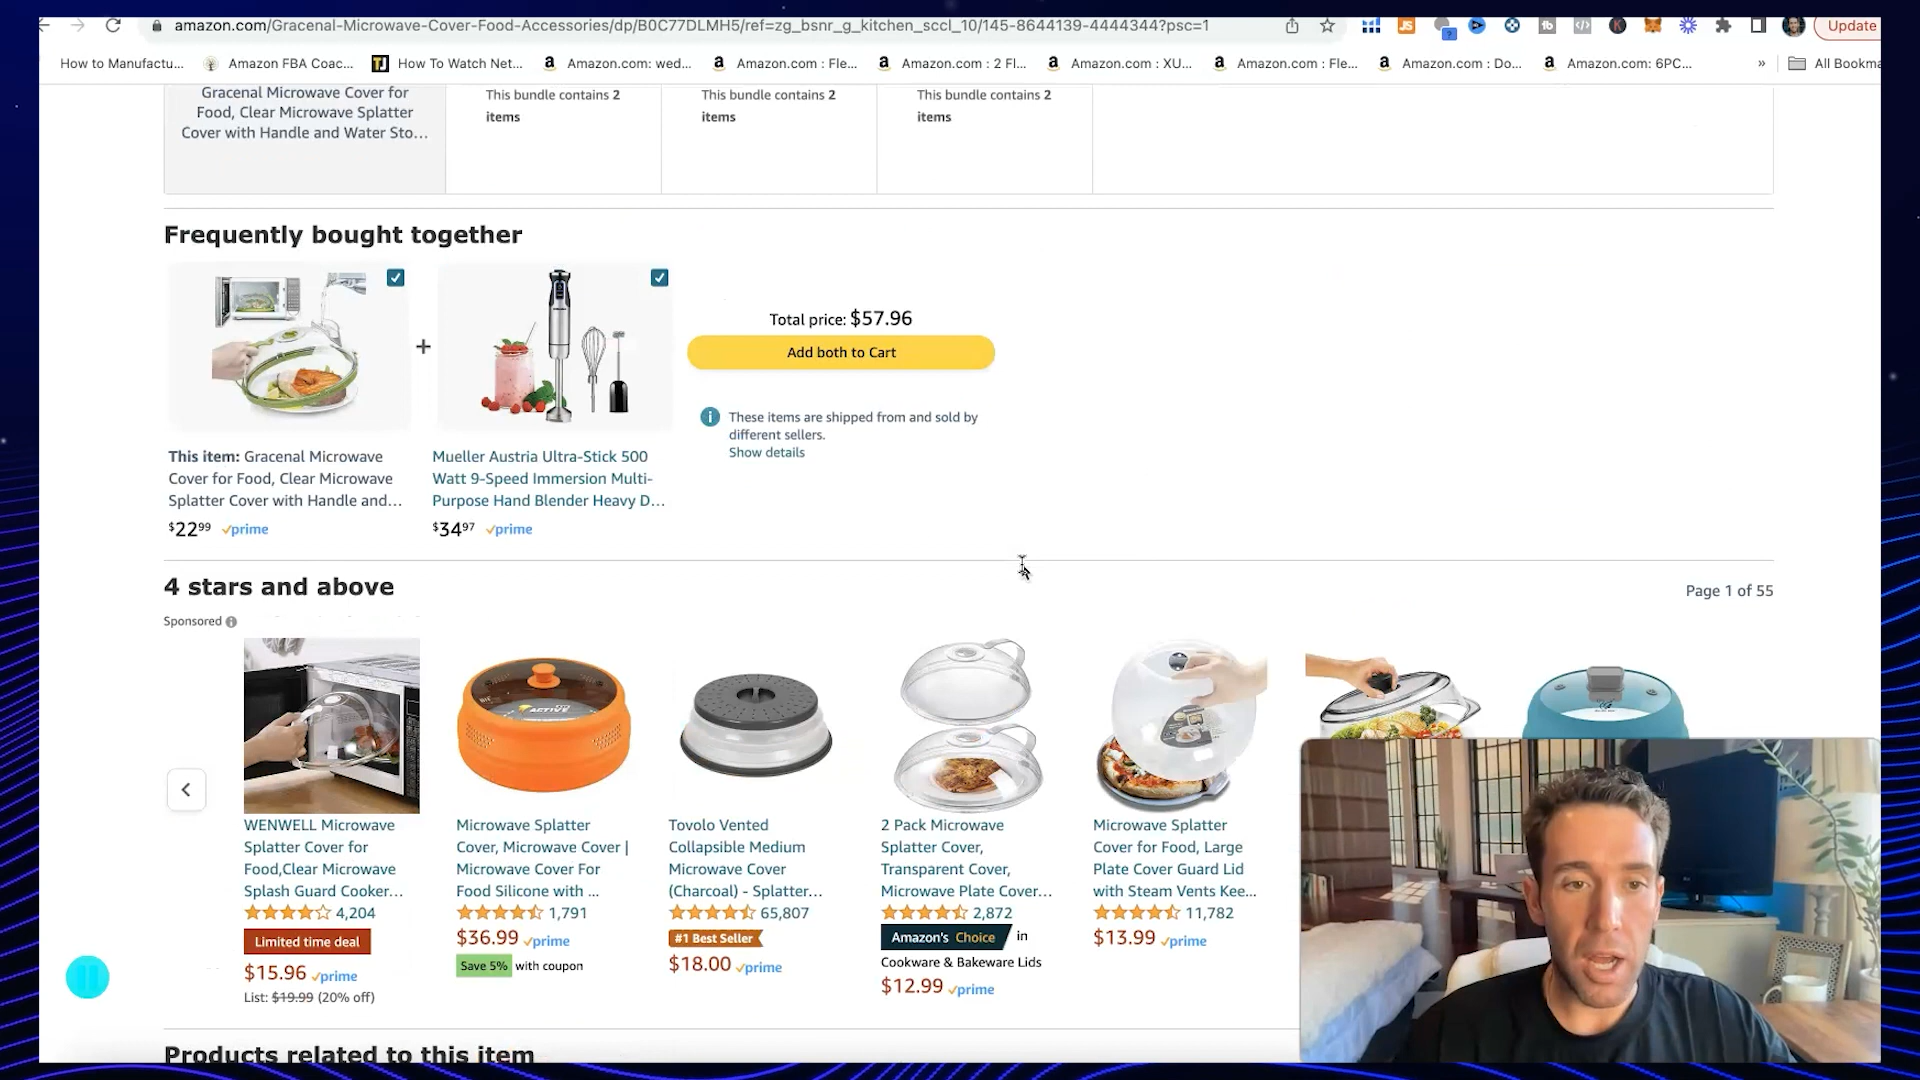 amazon.com/Gracenal-Microwave-Cover-Food-Accessories/dp/B0C77DLMH5/ref=zg_bsnr_g_kitchen_sccl_10/145-8644139-4444344?psc=1
Update
How to Manufactu...
Amazon FBA Coac...
How To Watch Net...
Amazon.com: wed...
Amazon.com : Fle...
Amazon.com : 2 Fl...
Amazon.com : XU...
Amazon.com : Fle...
Amazon.com : Do...
Amazon.com: 6PC...
»
All Bookma
Gracenal Microwave Cover for
Food, Clear Microwave Splatter
Cover with Handle and Water Sto...
This bundle contains 2
items
This bundle contains 2
items
This bundle contains 2
items
Frequently bought together
+
Total price: $57.96
Add both to Cart
These items are shipped from and sold by
different sellers.
Show details
This item: Gracenal Microwave
Cover for Food, Clear Microwave
Splatter Cover with Handle and...
$22 99 prime
Mueller Austria Ultra-Stick 500
Watt 9-Speed Immersion Multi-
Purpose Hand Blender Heavy D...
$34 97 prime
4 stars and above
Page 1 of 55
Sponsored
WENWELL Microwave
Splatter Cover for
Food,Clear Microwave
Splash Guard Cooker...
4,204
Limited time deal
$15.96 prime
List: $19.99 (20% off)
Microwave Splatter
Cover, Microwave Cover |
Microwave Cover For
Food Silicone with ...
1,791
$36.99 prime
Save 5% with coupon
Tovolo Vented
Collapsible Medium
Microwave Cover
(Charcoal) - Splatter...
65,807
#1 Best Seller
$18.00 prime
2 Pack Microwave
Splatter Cover,
Transparent Cover,
Microwave Plate Cover...
2,872
Amazon's Choice in
Cookware & Bakeware Lids
$12.99 prime
Microwave Splatter
Cover for Food, Large
Plate Cover Guard Lid
with Steam Vents Kee...
11,782
$13.99 prime
Products related to this item